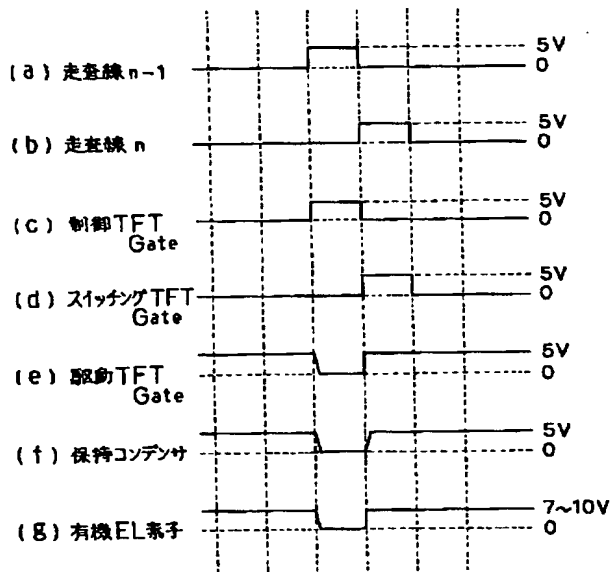 (a) 走査線 n-1
5V
0
(b) 走査線 n
5V
0
(c) 制御TFT
Gate
5V
0
(d) スイッチングTFT
Gate
5V
0
(e) 駆動TFT
Gate
5V
0
(f) 保持コンデンサ
5V
0
(g) 有機EL素子
7~10V
0